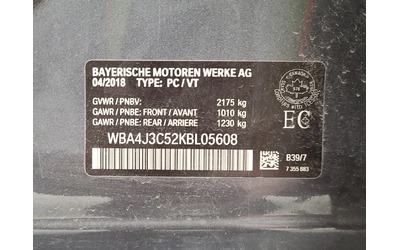 BAYERISCHE MOTOREN WERKE AG
04/2018 TYPE: PC / VT
GVWR / PNBV: 2175 kg
GAWR FRONT / PNBE AVANT 1010 kg
GAWR REAR / PNBE ARRIERE 1230 kg
WBA4J3C52KBL05608
EC
B39/7
7 355 883